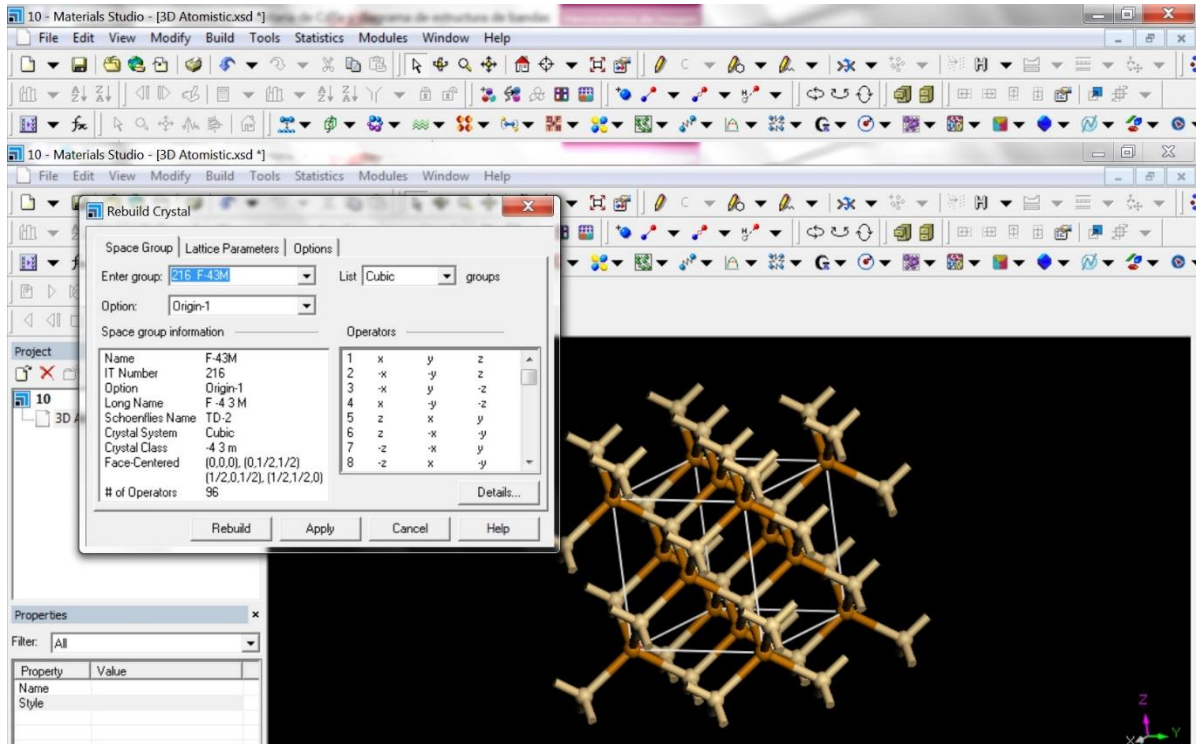 10 - Materials Studio - [3D Atomistic.xsd *]
File Edit View Modify Build Tools Statistics Modules Window Help
10 - Materials Studio - [3D Atomistic.xsd *]
File Edit View Modify Build Tools Statistics Modules Window Help
Rebuild Crystal
Space Group Lattice Parameters Options
Enter group: 216 F-43M List Cubic groups
Option: Origin-1
Space group information Operators
Name F-43M 1 x y z
IT Number 216 2 -x -y z
Option Origin-1 3 -x y -z
Long Name F -4 3 M 4 x -y -z
Schoenflies Name TD-2 5 z x y
Crystal System Cubic 6 z -x -y
Crystal Class -4 3 m 7 -z -x y
Face-Centered (0,0,0), (0,1/2,1/2) 8 -z x -y
(1/2,0,1/2), (1/2,1/2,0)
# of Operators 96 Details...
Rebuild Apply Cancel Help
Project
10
3D
Properties x
Filter: All
Property Value
Name
Style
Z
X Y